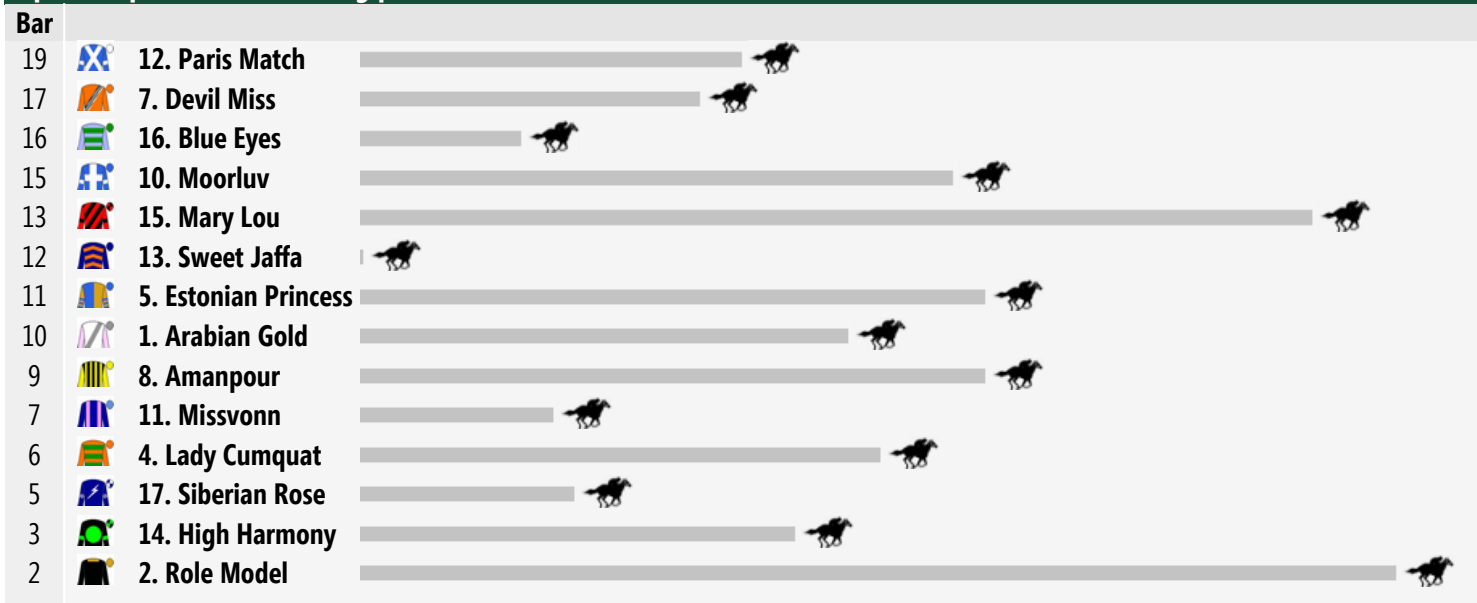 Bar
19 12. Paris Match
17 7. Devil Miss
16 16. Blue Eyes
15 10. Moorluv
13 15. Mary Lou
12 13. Sweet Jaffa
11 5. Estonian Princess
10 1. Arabian Gold
9 8. Amanpour
7 11. Missvonn
6 4. Lady Cumquat
5 17. Siberian Rose
3 14. High Harmony
2 2. Role Model